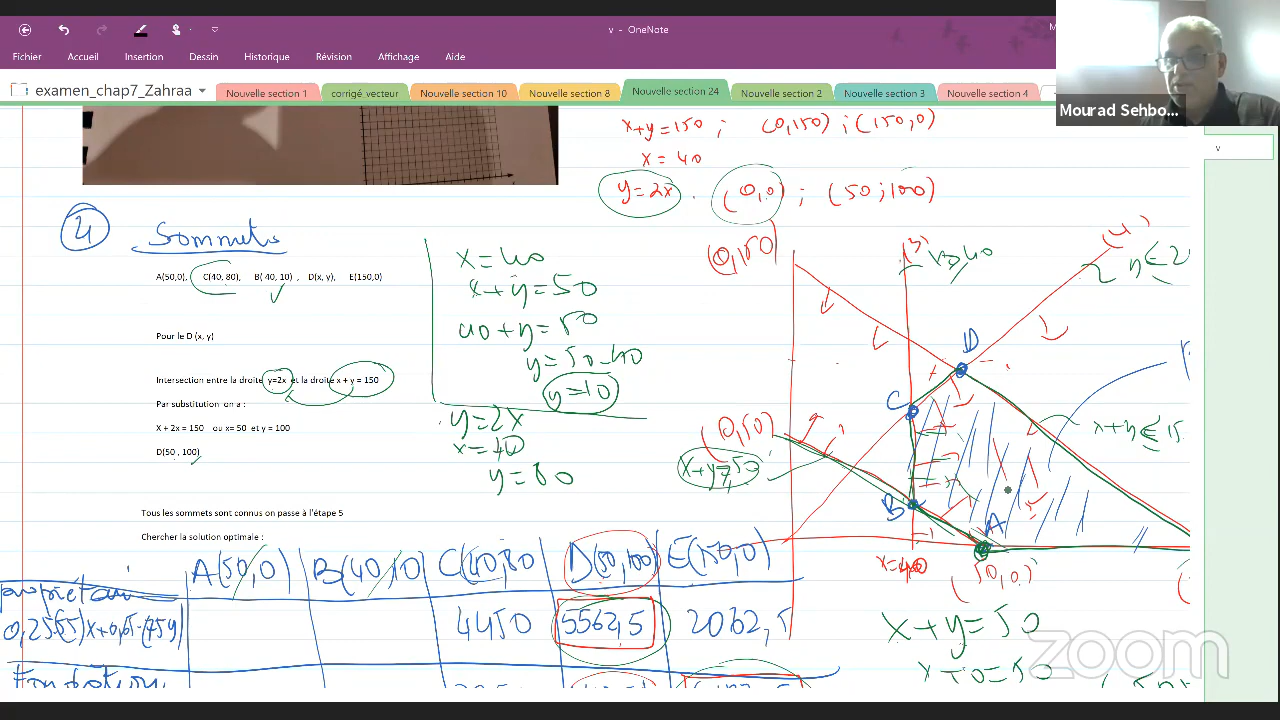 v - OneNote
Fichier Accueil Insertion Dessin Historique Révision Affichage Aide
Mourad Sehbo...
examen_chap7_Zahraa
Nouvelle section 1 corrigé_vecteur Nouvelle section 10 Nouvelle section 8 Nouvelle section 24 Nouvelle section 2 Nouvelle section 3 Nouvelle section 4
v
x+y=150 ; (0,150) ; (150,0)
x = 40
y=2x . (0,0) ; (50;100)
4 Sommets
A(50,0), C(40, 80), B( 40, 10) , D(x, y), E(150,0)
Pour le D (x, y)
Intersection entre la droite y=2x et la droite x + y = 150
Par substitution on a :
X + 2x = 150 ou x= 50 et y = 100
D(50 , 100)
Tous les sommets sont connus on passe à l'étape 5
Chercher la solution optimale :
x=40
x+y=50
40+y=50
y=50-40
y=10
y=2x
x=40
y=80
(0,150)
(0,50)
D
C
B
A
x=40
x+y=50
x+0=50
A(50,0) B(40,10) C(40,80) D(50,100) E(150,0)
4450 5562,5 2062,5
zoom